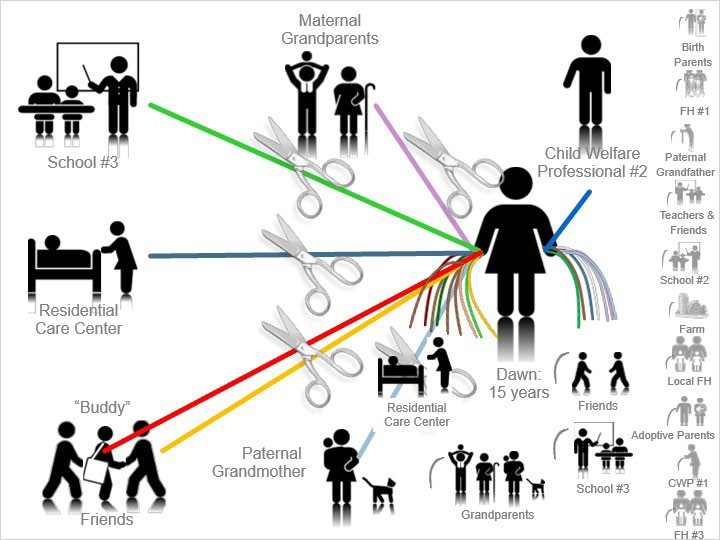 Maternal
Grandparents
School #3
Child Welfare
Professional #2
Residential
Care Center
“Buddy”
Friends
Paternal
Grandmother
Residential
Care Center
Dawn:
15 years
Friends
School #3
Grandparents
Birth
Parents
FH #1
Paternal
Grandfather
Teachers &
Friends
School #2
Farm
Local FH
Adoptive Parents
CWP #1
FH #3